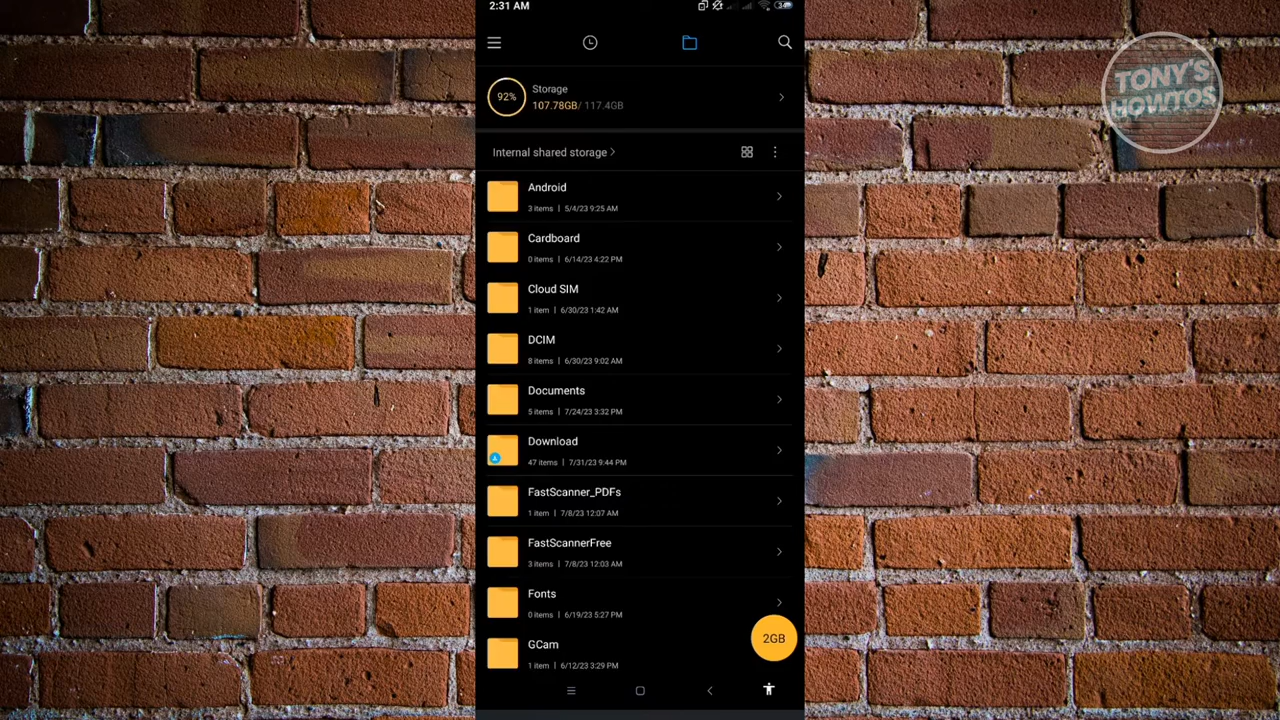 2:31 AM
TONY'S
HOWTOS
92%
Storage
107.78GB/ 117.4GB
Internal shared storage >
Android
3 items | 5/4/23 9:25 AM
Cardboard
0 items | 6/14/23 4:22 PM
Cloud SIM
1 item | 6/30/23 1:42 AM
DCIM
8 items | 6/30/23 9:02 AM
Documents
5 items | 7/24/23 3:32 PM
Download
47 items | 7/31/23 9:44 PM
FastScanner_PDFs
1 item | 7/8/23 12:07 AM
FastScannerFree
3 items | 7/8/23 12:03 AM
Fonts
0 items | 6/19/23 5:27 PM
2GB
GCam
1 item | 6/12/23 3:29 PM